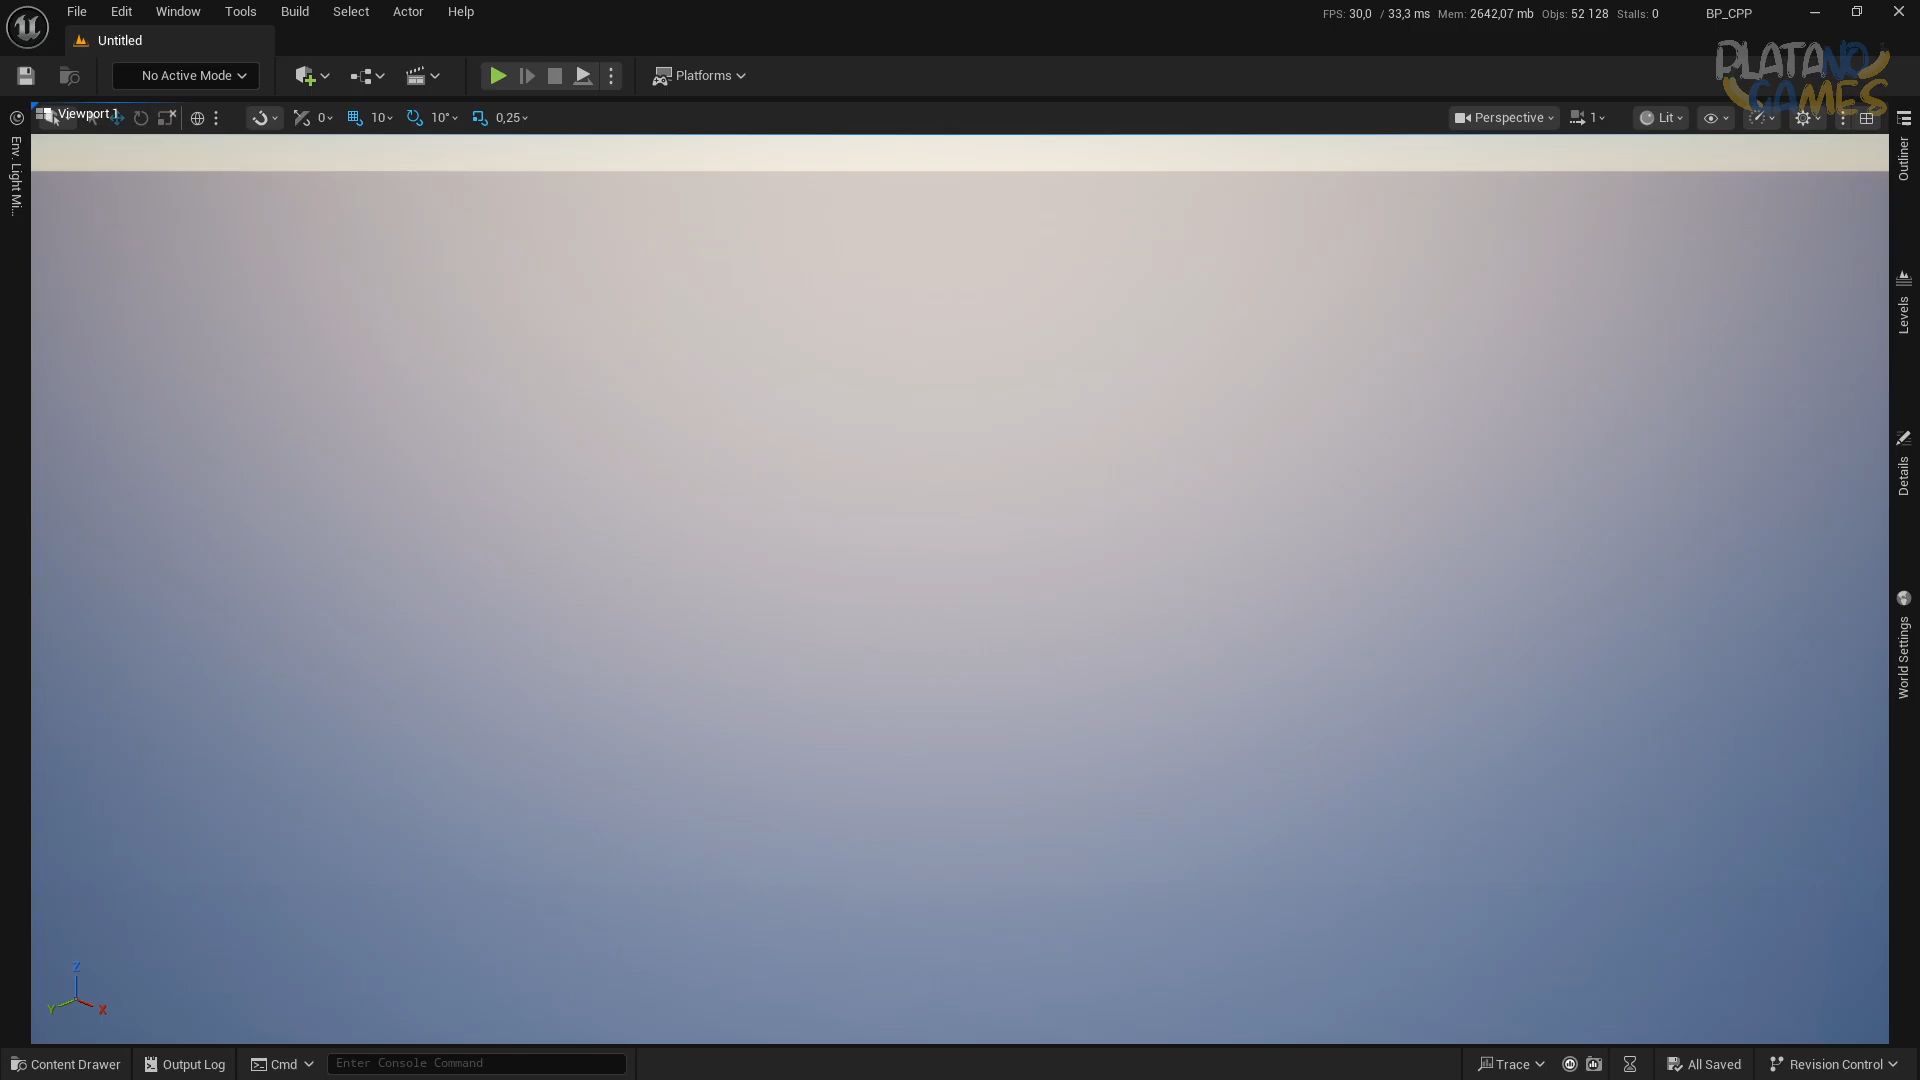 File Edit Window Tools Build Select Actor Help
FPS: 30,0 / 33,3 ms Mem: 2642,07 mb Objs: 52 128 Stalls: 0 BP_CPP
Untitled
No Active Mode
Platforms
PLATANO
GAMES
Viewport 1
0 10 10° 0,25
Perspective 1 Lit
Env. Light Mi...
Outliner
Levels
Details
World Settings
Z
Y X
Content Drawer Output Log Cmd Enter Console Command
Trace All Saved Revision Control